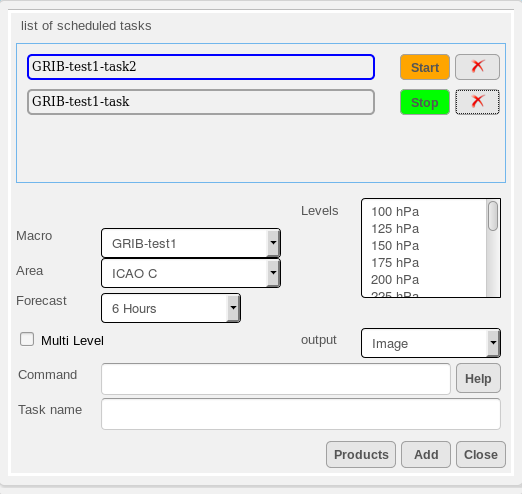 list of scheduled tasks
GRIB-test1-task2 Start
GRIB-test1-task Stop
Levels
100 hPa
125 hPa
150 hPa
175 hPa
200 hPa
225 hPa
Macro GRIB-test1
Area ICAO C
Forecast 6 Hours
Multi Level output Image
Command Help
Task name
Products Add Close